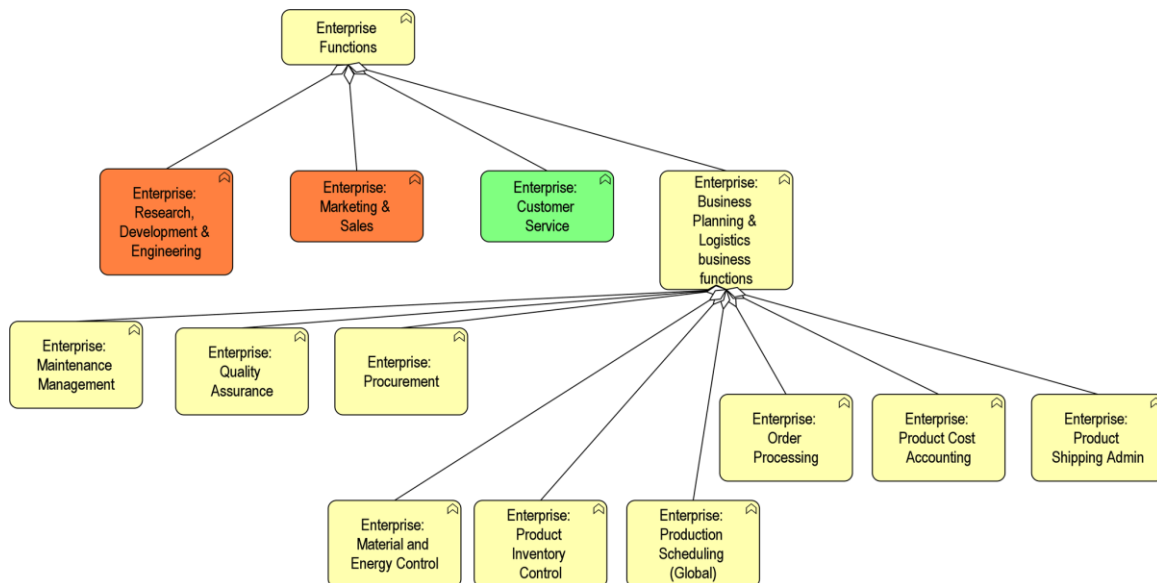 Enterprise
Functions
Enterprise:
Research,
Development &
Engineering
Enterprise:
Marketing &
Sales
Enterprise:
Customer
Service
Enterprise:
Business
Planning &
Logistics
business
functions
Enterprise:
Maintenance
Management
Enterprise:
Quality
Assurance
Enterprise:
Procurement
Enterprise:
Order
Processing
Enterprise:
Product Cost
Accounting
Enterprise:
Product
Shipping Admin
Enterprise:
Material and
Energy Control
Enterprise:
Product
Inventory
Control
Enterprise:
Production
Scheduling
(Global)